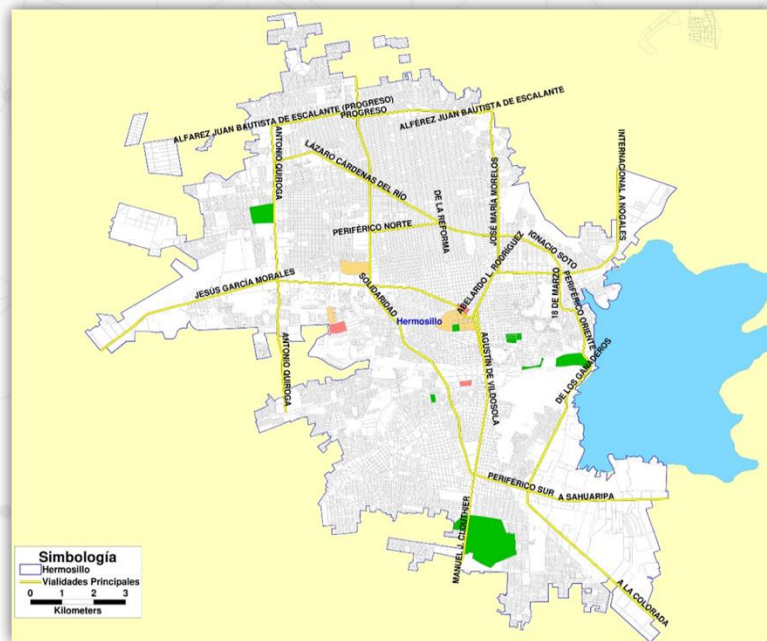 ALFAREZ JUAN BAUTISTA DE ESCALANTE (PROGRESO)
PROGRESO
ALFÉREZ JUAN BAUTISTA DE ESCALANTE
ANTONIO QUIROGA
LÁZARO CÁRDENAS DEL RÍO
INTERNACIONAL A NOGALES
JOSÉ MARÍA MORELOS
DE LA REFORMA
PERIFÉRICO NORTE
IGNACIO SOTO
ABELARDO L. RODRÍGUEZ
JESÚS GARCÍA MORALES
SOLIDARIDAD
18 DE MARZO
PERIFÉRICO ORIENTE
Hermosillo
ANTONIO QUIROGA
AGUSTÍN DE VILDOSOLA
DE LOS GANADEROS
PERIFÉRICO SUR
A SAHUARIPA
MANUEL J. CLOUTHIER
A LA COLORADA
Simbología
Hermosillo
Vialidades Principales
0 1 2 3
Kilometers